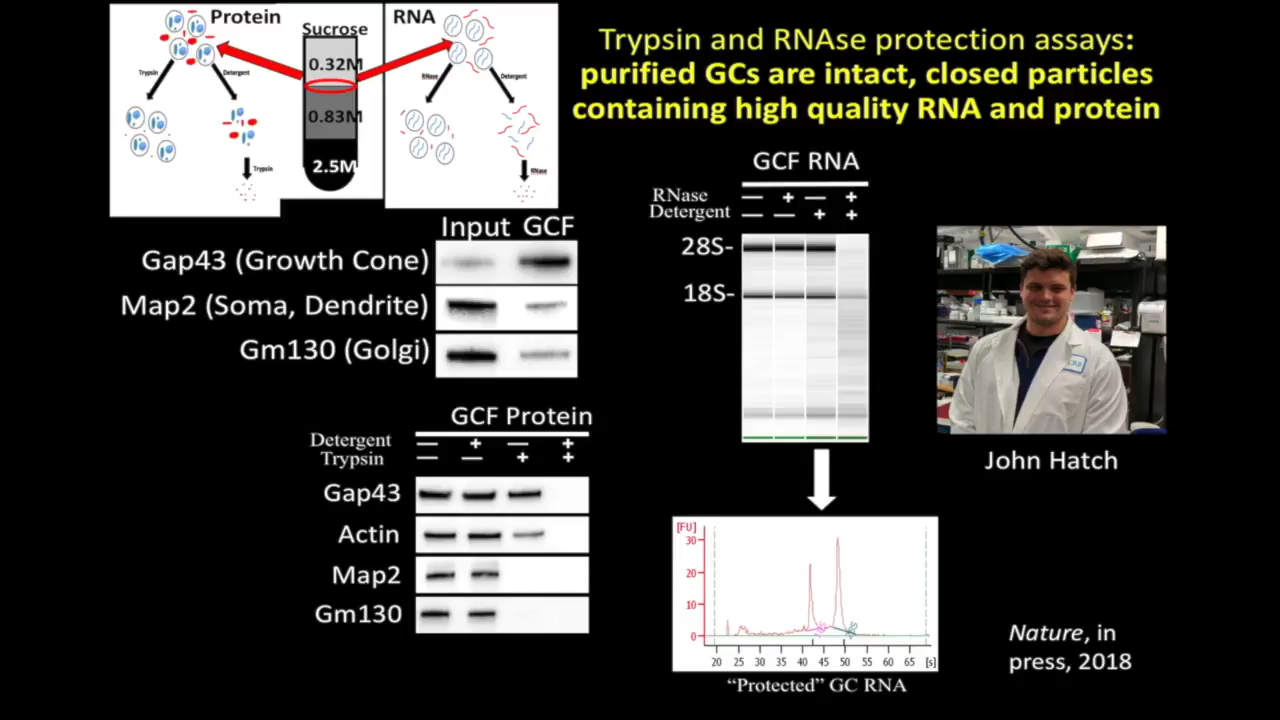 Trypsin and RNAse protection assays:
purified GCs are intact, closed particles
containing high quality RNA and protein
Protein
Trypsin
Detergent
Trypsin
Sucrose
0.32M
0.83M
2.5M
RNA
RNase
Detergent
RNase
Input GCF
Gap43 (Growth Cone)
Map2 (Soma, Dendrite)
Gm130 (Golgi)
GCF Protein
Detergent — + — +
Trypsin — — + +
Gap43
Actin
Map2
Gm130
GCF RNA
RNase — + — +
Detergent — — + +
28S-
18S-
[FU]
30
20
10
0
20 25 30 35 40 45 50 55 60 65 [s]
“Protected” GC RNA
John Hatch
Nature, in
press, 2018